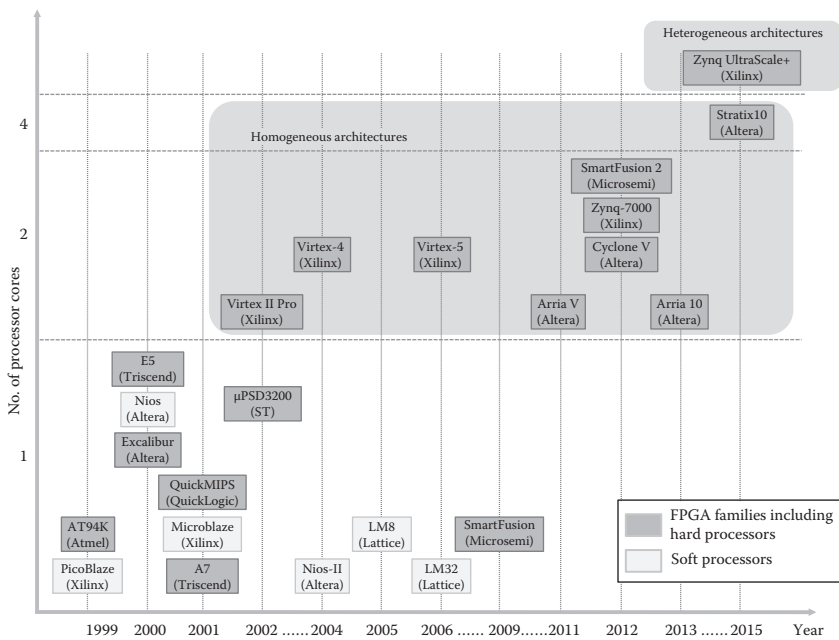 Heterogeneous architectures
Zynq UltraScale+
(Xilinx)
4
Stratix10
(Altera)
Homogeneous architectures
SmartFusion 2
(Microsemi)
2
Zynq-7000
(Xilinx)
Virtex-4
(Xilinx)
Virtex-5
(Xilinx)
Cyclone V
(Altera)
Virtex II Pro
(Xilinx)
Arria V
(Altera)
Arria 10
(Altera)
No. of processor cores
E5
(Triscend)
Nios
(Altera)
µPSD3200
(ST)
1
Excalibur
(Altera)
QuickMIPS
(QuickLogic)
AT94K
(Atmel)
Microblaze
(Xilinx)
LM8
(Lattice)
SmartFusion
(Microsemi)
PicoBlaze
(Xilinx)
A7
(Triscend)
Nios-II
(Altera)
LM32
(Lattice)
FPGA families including
hard processors
Soft processors
1999 2000 2001 2002 ......2004 2005 2006 ...... 2009......2011 2012 2013 ......2015 Year